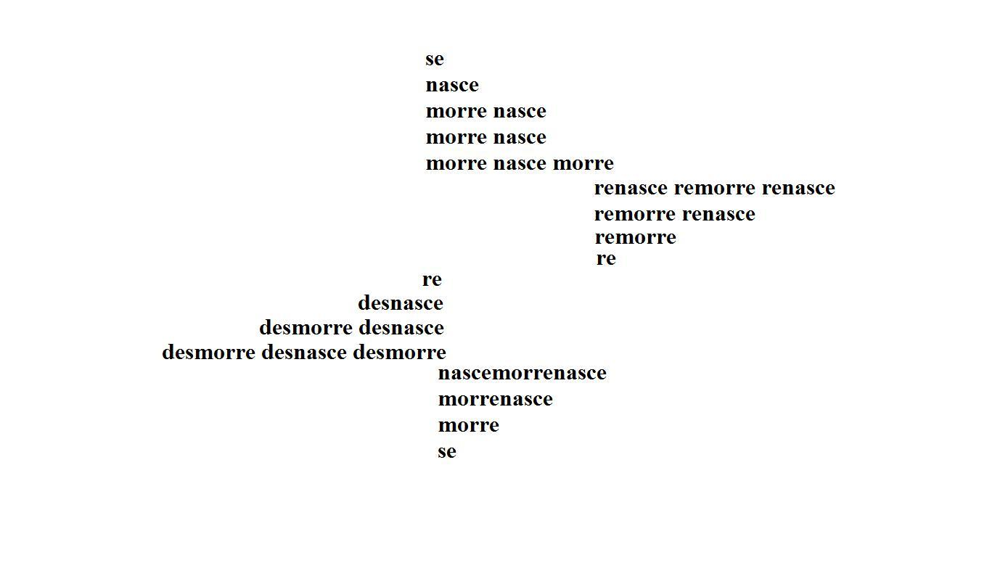 se
nasce
morre nasce
morre nasce
morre nasce morre
renasce remorre renasce
remorre renasce
remorre
re
re
desnasce
desmorre desnasce
desmorre desnasce desmorre
nascemorrenasce
morrenasce
morre
se